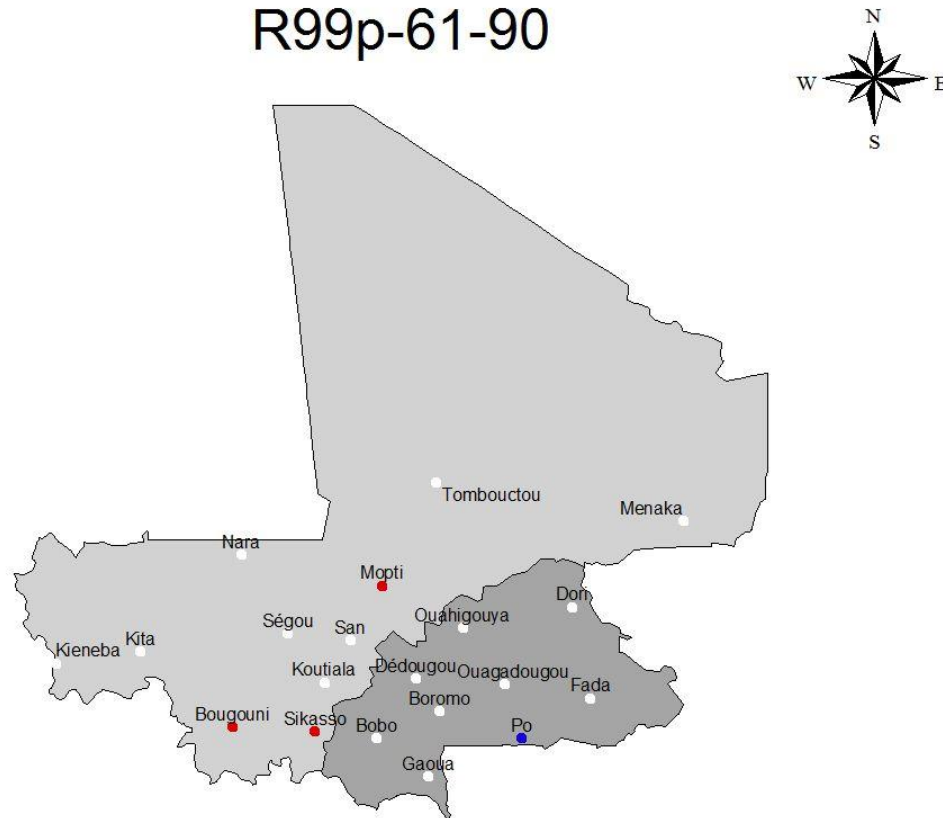 R99p-61-90
N
W E
S
Tombouctou
Menaka
Nara
Mopti
Dori
Ouahigouya
Ségou
San
Kita
Kieneba
Koutiala
Dédougou
Ouagadougou
Fada
Boromo
Bougouni
Sikasso
Bobo
Po
Gaoua